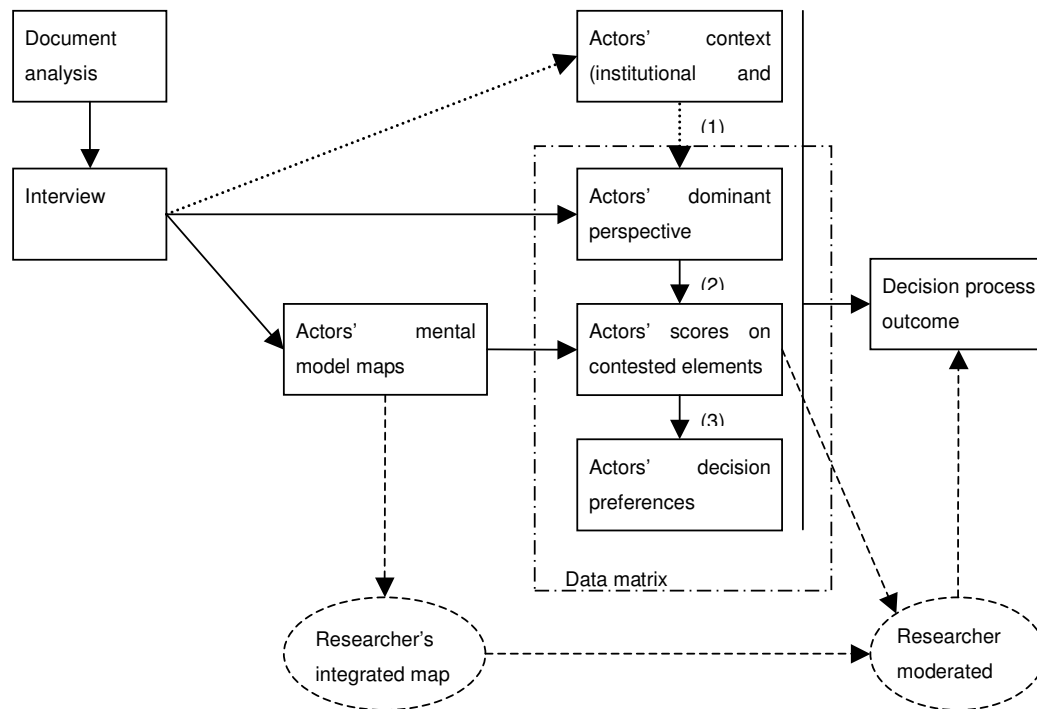 Document
analysis
Actors' context
(institutional and
(1)
Interview
Actors' dominant
perspective
(2)
Decision process
outcome
Actors' mental
model maps
Actors' scores on
contested elements
(3)
Actors' decision
preferences
Data matrix
Researcher's
integrated map
Researcher
moderated